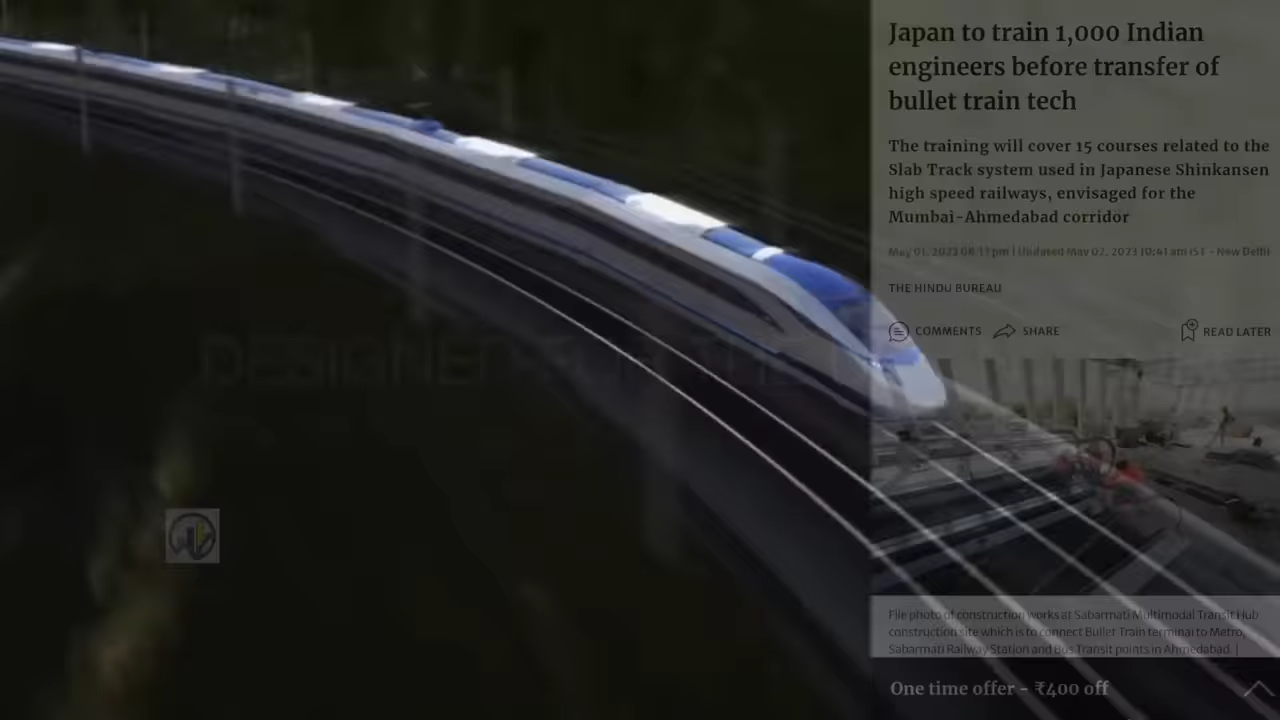 Japan to train 1,000 Indian
engineers before transfer of
bullet train tech
The training will cover 15 courses related to the
Slab Track system used in Japanese Shinkansen
high speed railways, envisaged for the
Mumbai-Ahmedabad corridor
May 01, 2023 08:11 pm | Updated May 02, 2023 10:41 am IST - New Delhi
THE HINDU BUREAU
COMMENTS SHARE READ LATER
DESIGNED
File photo of construction works at Sabarmati Multimodal Transit Hub
construction site which is to connect Bullet Train terminal to Metro,
Sabarmati Railway Station and Bus Transit points in Ahmedabad. |
One time offer - ₹400 off